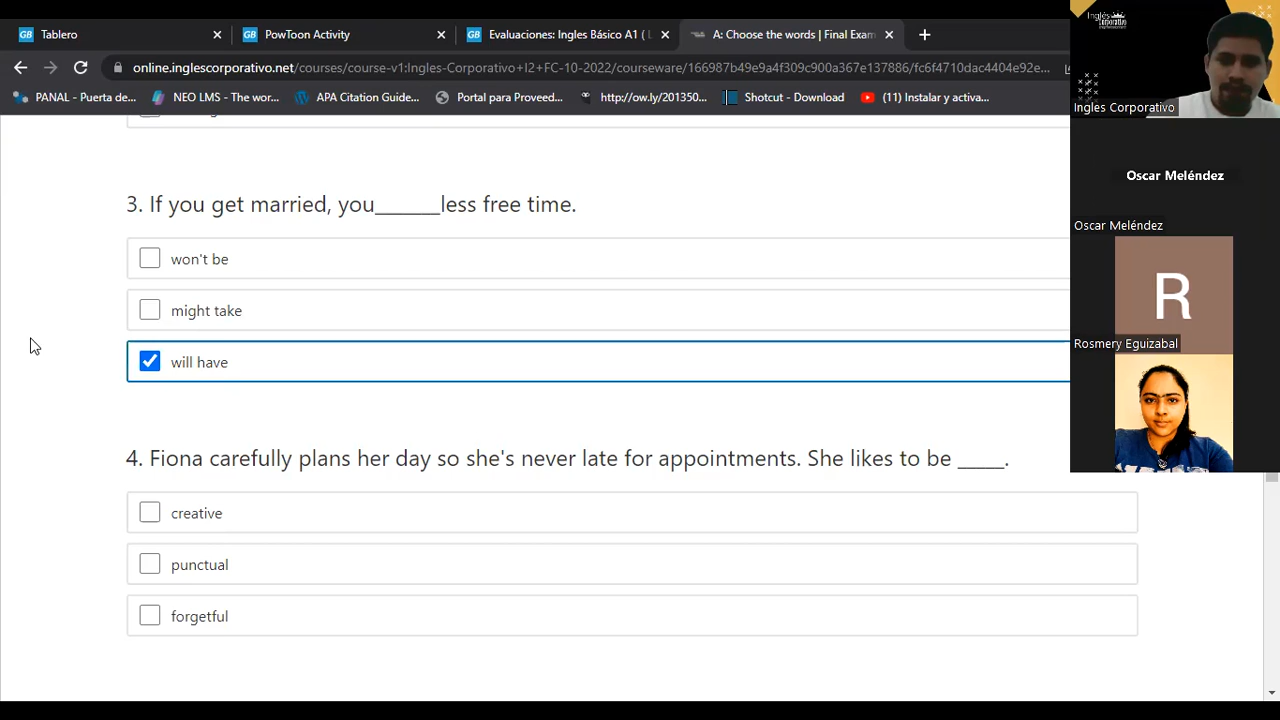 Tablero
PowToon Activity
Evaluaciones: Ingles Básico A1 ( L
A: Choose the words | Final Exam
online.inglescorporativo.net/courses/course-v1:Ingles-Corporativo+I2+FC-10-2022/courseware/166987b49e9a4f309c900a367e137886/fc6f4710dac4404e92e...
PANAL - Puerta de...
NEO LMS - The wor...
APA Citation Guide...
Portal para Proveed...
http://ow.ly/201350...
Shotcut - Download
(11) Instalar y activa...
3. If you get married, you_______less free time.
won't be
might take
will have
4. Fiona carefully plans her day so she's never late for appointments. She likes to be _____.
creative
punctual
forgetful
Inglés
Corporativo
Ingles Corporativo
Oscar Meléndez
Oscar Meléndez
R
Rosmery Eguizabal